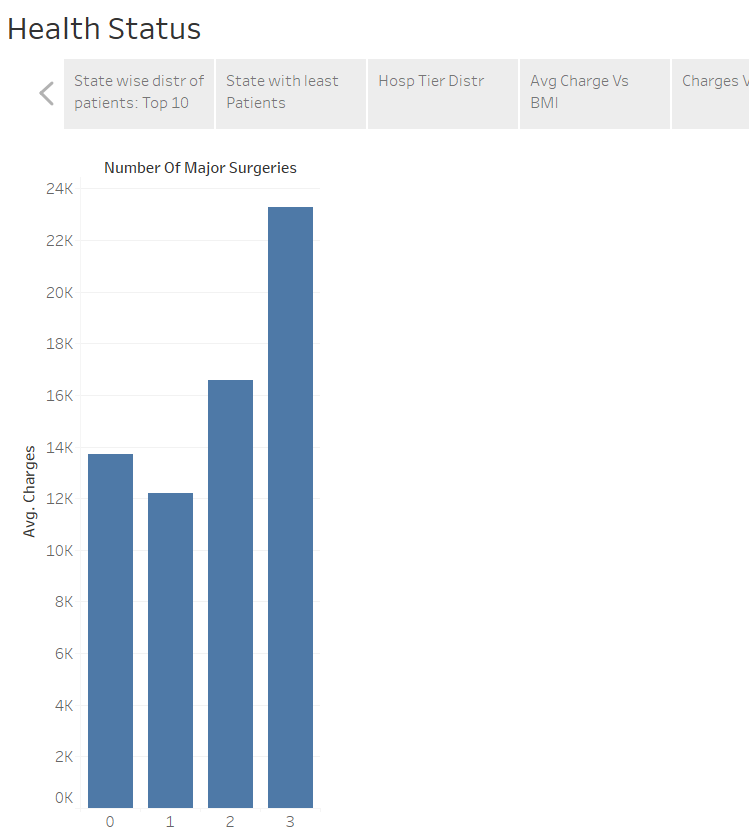 Health Status
State wise distr of
patients: Top 10
State with least
Patients
Hosp Tier Distr
Avg Charge Vs
BMI
Charges V
Number Of Major Surgeries
24K
22K
20K
18K
16K
14K
12K
10K
8K
6K
4K
2K
0K
Avg. Charges
0 1 2 3